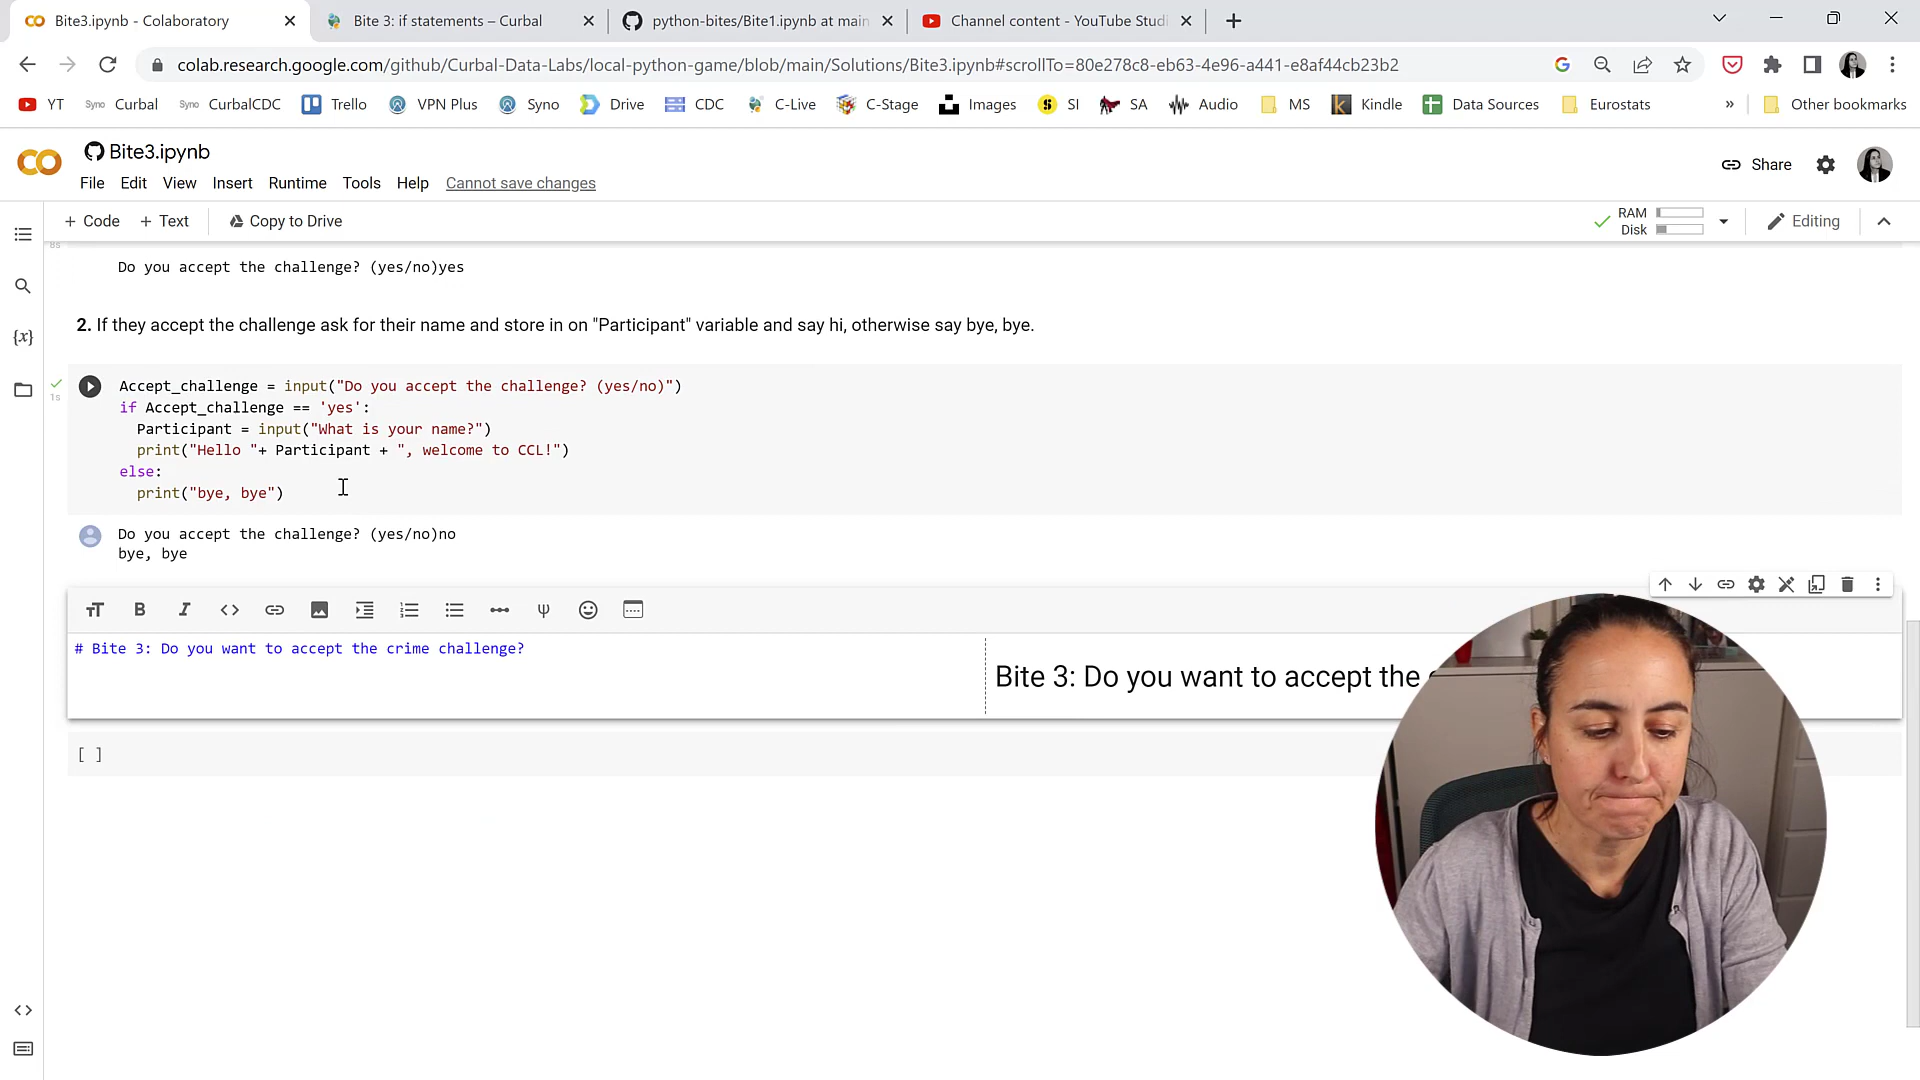 Bite3.ipynb - Colaboratory
Bite 3: if statements – Curbal
python-bites/Bite1.ipynb at main
Channel content - YouTube Studi
colab.research.google.com/github/Curbal-Data-Labs/local-python-game/blob/main/Solutions/Bite3.ipynb#scrollTo=80e278c8-eb63-4e96-a441-e8af44cb23b2
YT
Syno Curbal
Syno CurbalCDC
Trello
VPN Plus
Syno
Drive
CDC
C-Live
C-Stage
Images
SI
SA
Audio
MS
Kindle
Data Sources
Eurostats
»
Other bookmarks
Bite3.ipynb
Share
File Edit View Insert Runtime Tools Help Cannot save changes
+ Code + Text Copy to Drive
RAM
Disk
Editing
8s
Do you accept the challenge? (yes/no)yes
2. If they accept the challenge ask for their name and store in on "Participant" variable and say hi, otherwise say bye, bye.
1s
Accept_challenge = input("Do you accept the challenge? (yes/no)")
if Accept_challenge == 'yes':
Participant = input("What is your name?")
print("Hello "+ Participant + ", welcome to CCL!")
else:
print("bye, bye")
Do you accept the challenge? (yes/no)no
bye, bye
# Bite 3: Do you want to accept the crime challenge?
Bite 3: Do you want to accept the
[ ]